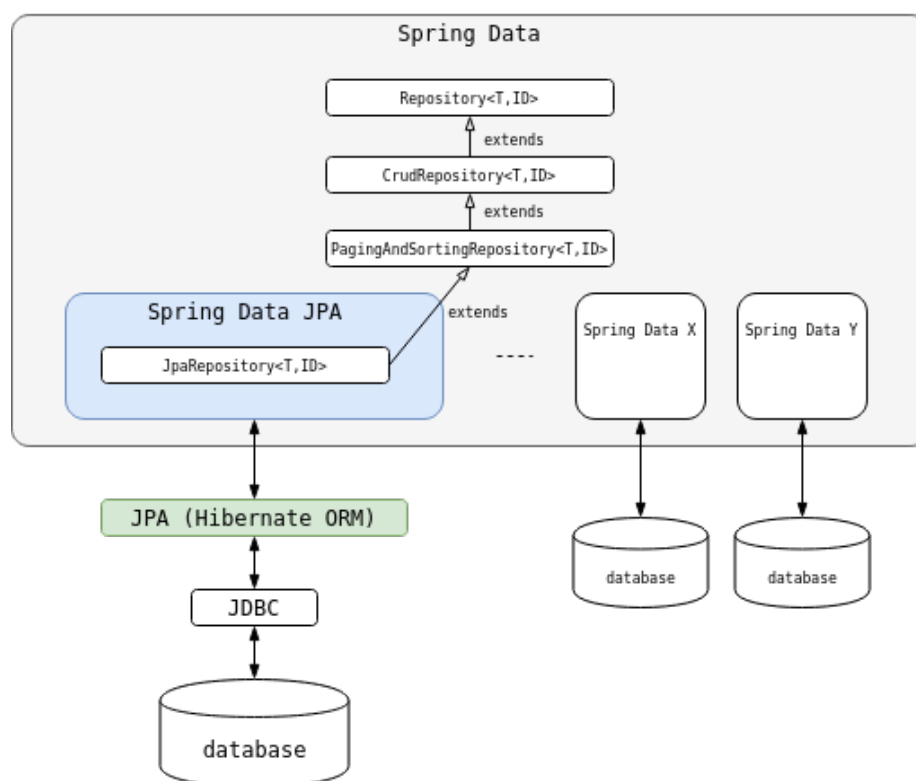 Spring Data
Repository<T,ID>
extends
CrudRepository<T,ID>
extends
PagingAndSortingRepository<T,ID>
extends
Spring Data JPA
JpaRepository<T,ID>
----
Spring Data X
Spring Data Y
JPA (Hibernate ORM)
JDBC
database
database
database